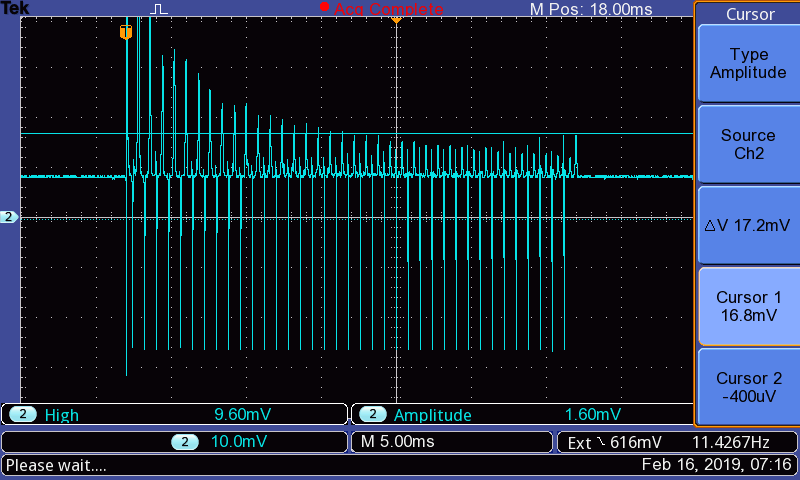 Tek
Acq Complete
M Pos: 18.00ms
Cursor
Type
Amplitude
Source
Ch2
△V 17.2mV
Cursor 1
16.8mV
Cursor 2
-400uV
2
2 High 9.60mV
2 Amplitude 1.60mV
2 10.0mV
M 5.00ms
Ext 616mV 11.4267Hz
Please wait....
Feb 16, 2019, 07:16